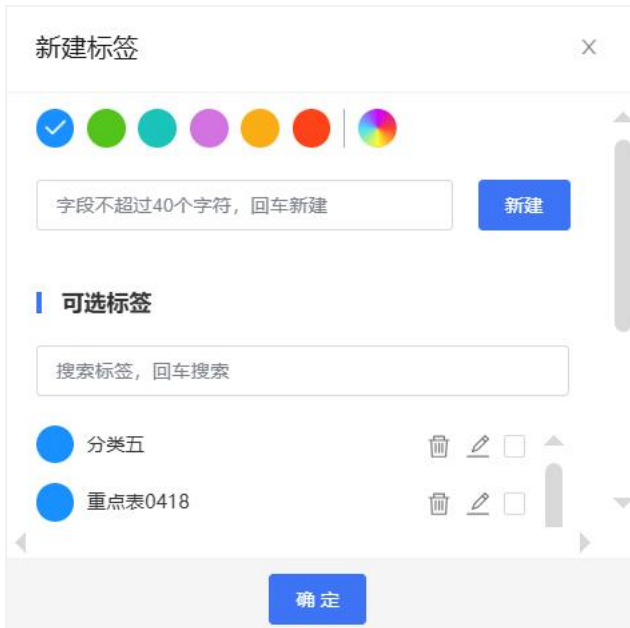 新建标签
字段不超过40个字符，回车新建
新建
可选标签
搜索标签，回车搜索
分类五
重点表0418
确定